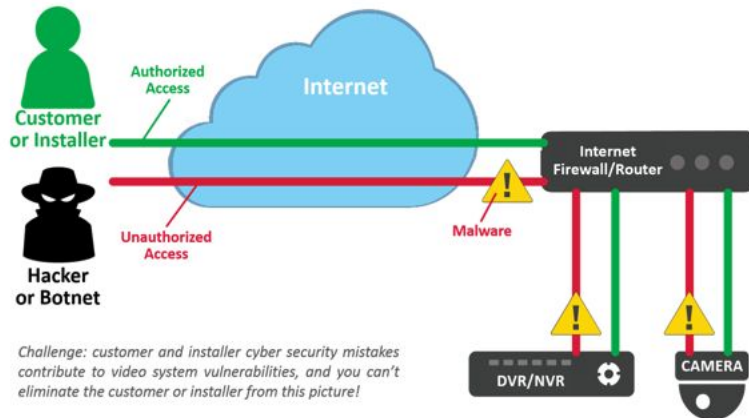 Customer
or Installer
Authorized
Access
Internet
Internet
Firewall/Router
Hacker
or Botnet
Unauthorized
Access
Malware
!
!
!
DVR/NVR
CAMERA
Challenge: customer and installer cyber security mistakes
contribute to video system vulnerabilities, and you can't
eliminate the customer or installer from this picture!